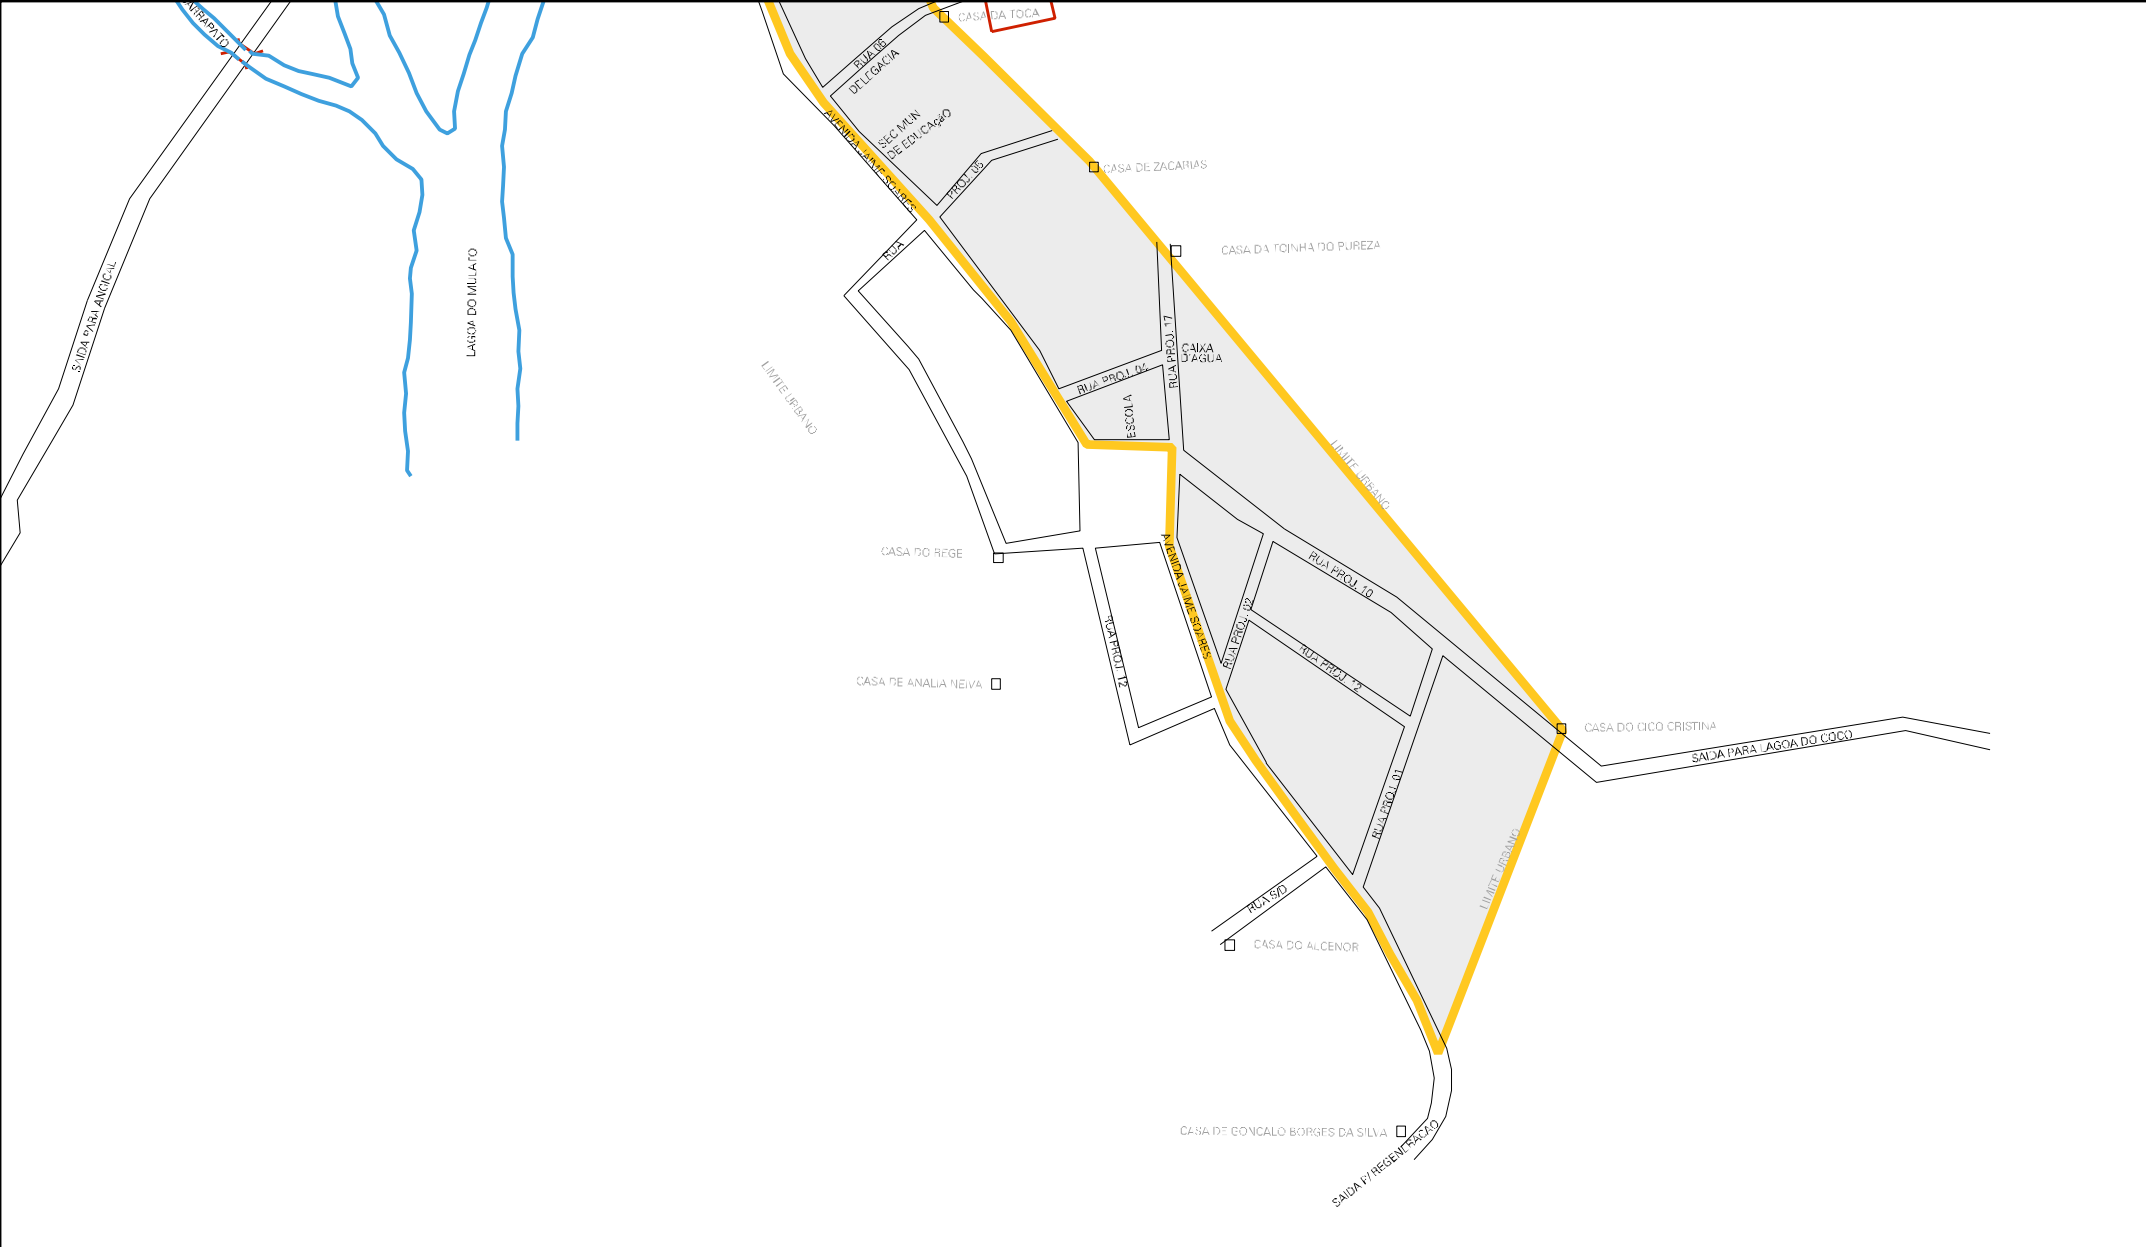 CASA DA TOCA
RUA 06
DELEGACIA
SEC MUN
DE EDUCAÇÃO
AVENIDA JAIME SOARES
PROJ. 05
CASA DE ZACARIAS
RUA
CASA DA TOINHA DO PUREZA
SAIDA PARA ANGICAL
LAGOA DO MULATO
LIMITE URBANO
RUA PROJ. 17
CAIXA
D'AGUA
RUA PROJ. 04
ESCOLA
LIMITE URBANO
CASA DO REGE
AVENIDA JAIME SOARES
RUA PROJ. 10
RUA PROJ. 02
RUA PROJ. 12
RUA PROJ. 12
CASA DE ANALIA NEIVA
CASA DO CICO CRISTINA
SAIDA PARA LAGOA DO COCO
RUA PROJ. 01
LIMITE URBANO
RUA S/D
CASA DO ALCENOR
CASA DE GONCALO BORGES DA SILVA
SAIDA P/ REGENERACAO